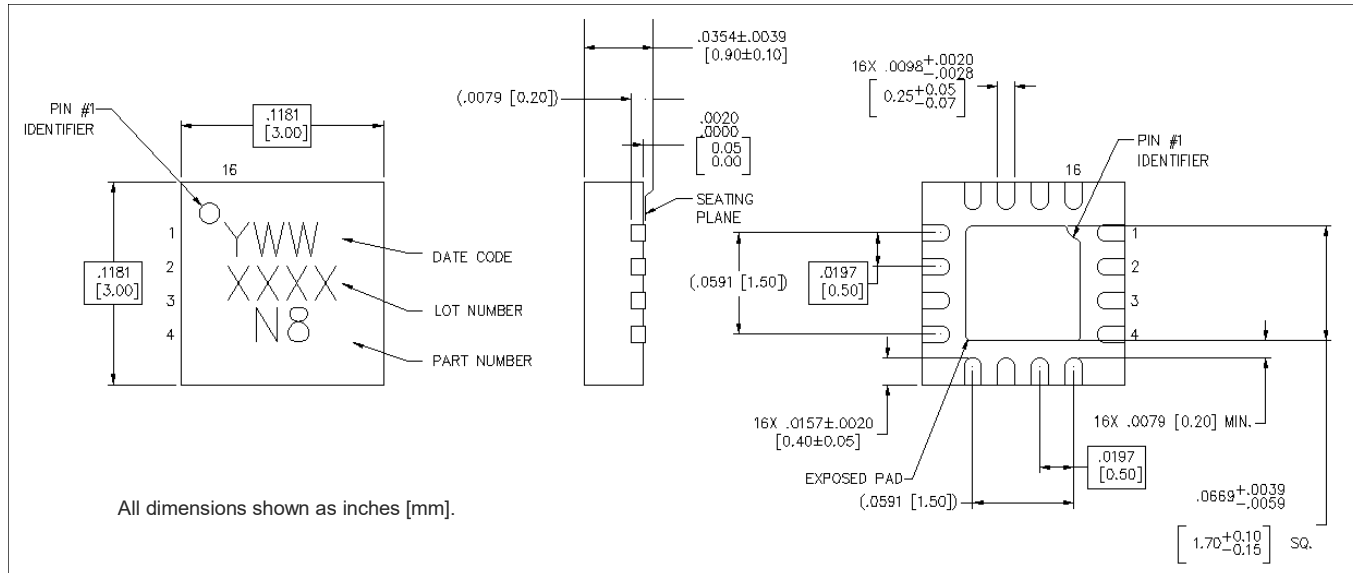 PIN #1
IDENTIFIER
.1181
[3.00]
16
.1181
[3.00]
1
2
3
4
YWW
XXXX
N8
DATE CODE
LOT NUMBER
PART NUMBER
All dimensions shown as inches [mm].
.0354±.0039
[0.90±0.10]
(.0079 [0.20])
.0020
.0000
[0.05
0.00]
SEATING
PLANE
16X .0098+.0020
-.0028
[0.25+0.05
-0.07]
PIN #1
IDENTIFIER
16
1
2
3
4
(.0591 [1.50])
.0197
[0.50]
16X .0157±.0020
[0.40±0.05]
EXPOSED PAD
(.0591 [1.50])
.0197
[0.50]
16X .0079 [0.20] MIN.
.0669+.0039
-.0059
[1.70+0.10
-0.15] SQ.